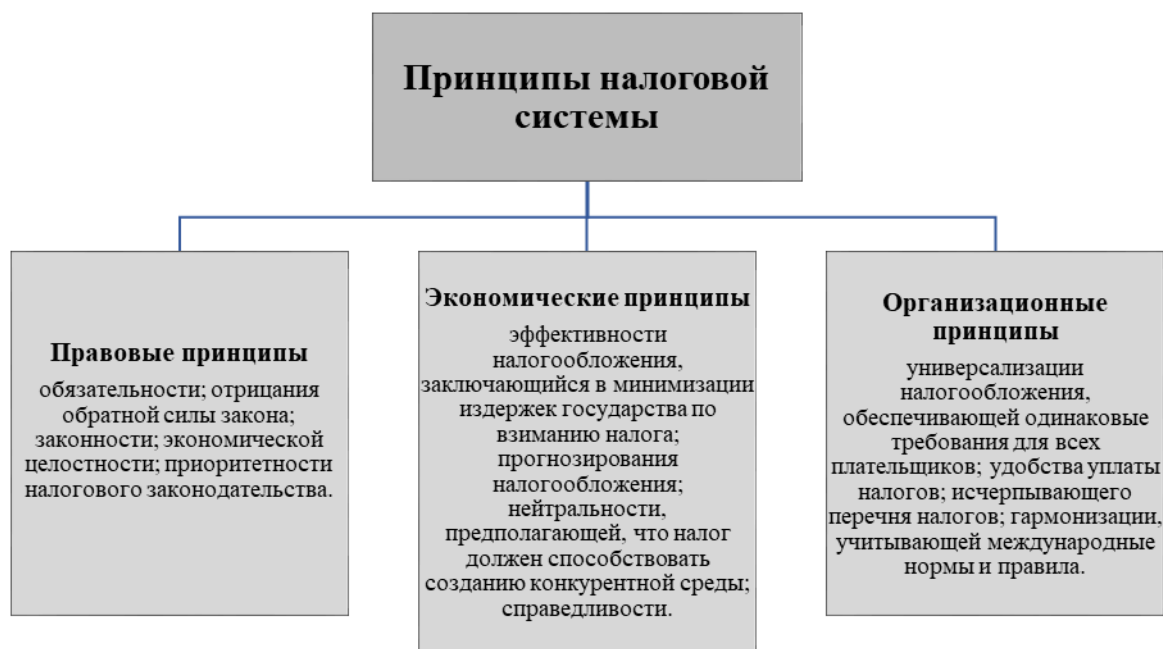 Принципы налоговой
системы
Правовые принципы
обязательности; отрицания
обратной силы закона;
законности; экономической
целостности; приоритетности
налогового законодательства.
Экономические принципы
эффективности
налогообложения,
заключающийся в минимизации
издержек государства по
взиманию налога;
прогнозирования
налогообложения;
нейтральности,
предполагающей, что налог
должен способствовать
созданию конкурентной среды;
справедливости.
Организационные
принципы
универсализации
налогообложения,
обеспечивающей одинаковые
требования для всех
плательщиков; удобства уплаты
налогов; исчерпывающего
перечня налогов; гармонизации,
учитывающей международные
нормы и правила.